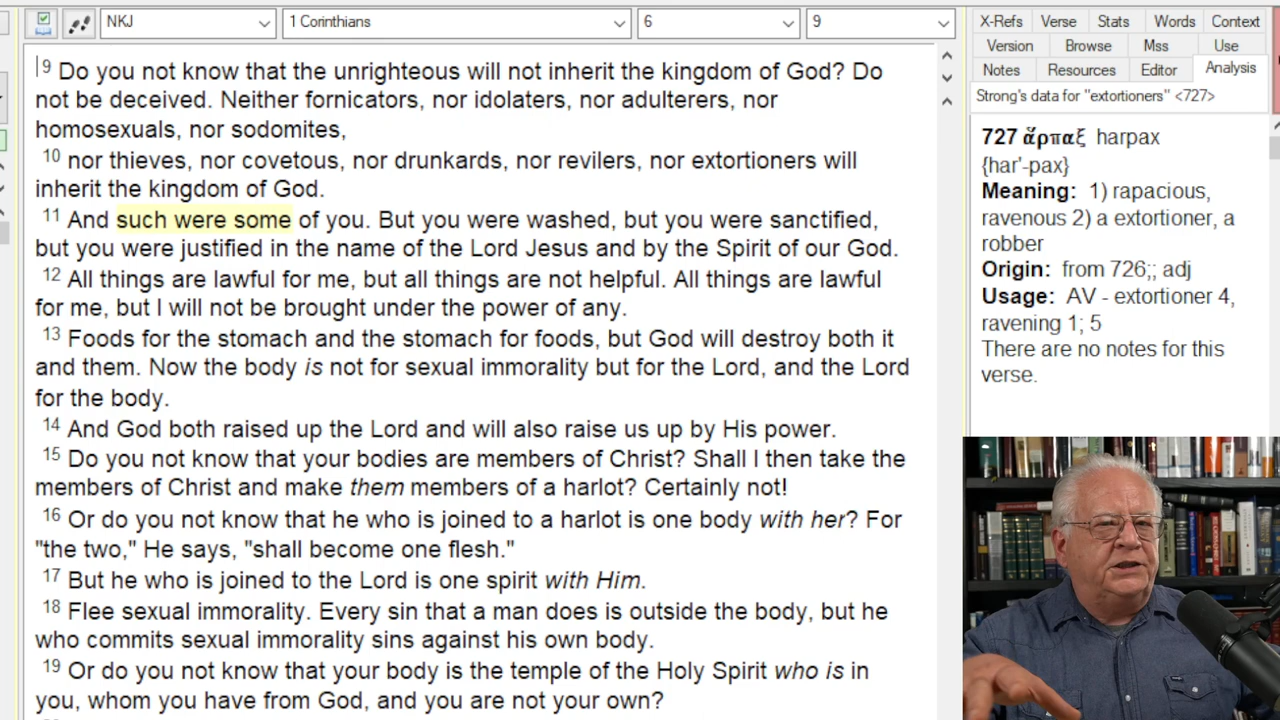 NKJ
1 Corinthians
6
9
9 Do you not know that the unrighteous will not inherit the kingdom of God? Do
not be deceived. Neither fornicators, nor idolaters, nor adulterers, nor
homosexuals, nor sodomites,
10 nor thieves, nor covetous, nor drunkards, nor revilers, nor extortioners will
inherit the kingdom of God.
11 And such were some of you. But you were washed, but you were sanctified,
but you were justified in the name of the Lord Jesus and by the Spirit of our God.
12 All things are lawful for me, but all things are not helpful. All things are lawful
for me, but I will not be brought under the power of any.
13 Foods for the stomach and the stomach for foods, but God will destroy both it
and them. Now the body is not for sexual immorality but for the Lord, and the Lord
for the body.
14 And God both raised up the Lord and will also raise us up by His power.
15 Do you not know that your bodies are members of Christ? Shall I then take the
members of Christ and make them members of a harlot? Certainly not!
16 Or do you not know that he who is joined to a harlot is one body with her? For
"the two," He says, "shall become one flesh."
17 But he who is joined to the Lord is one spirit with Him.
18 Flee sexual immorality. Every sin that a man does is outside the body, but he
who commits sexual immorality sins against his own body.
19 Or do you not know that your body is the temple of the Holy Spirit who is in
you, whom you have from God, and you are not your own?
X-Refs Verse Stats Words Context
Version Browse Mss Use
Notes Resources Editor Analysis
Strong's data for "extortioners" <727>
727 ἅρπαξ harpax
{har'-pax}
Meaning: 1) rapacious,
ravenous 2) a extortioner, a
robber
Origin: from 726;; adj
Usage: AV - extortioner 4,
ravening 1; 5
There are no notes for this
verse.